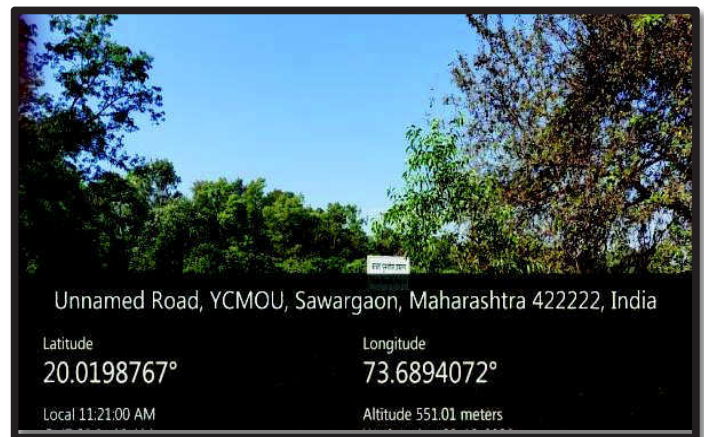 Unnamed Road, YCMOU, Sawargaon, Maharashtra 422222, India
Latitude
20.0198767°
Longitude
73.6894072°
Local 11:21:00 AM
Altitude 551.01 meters